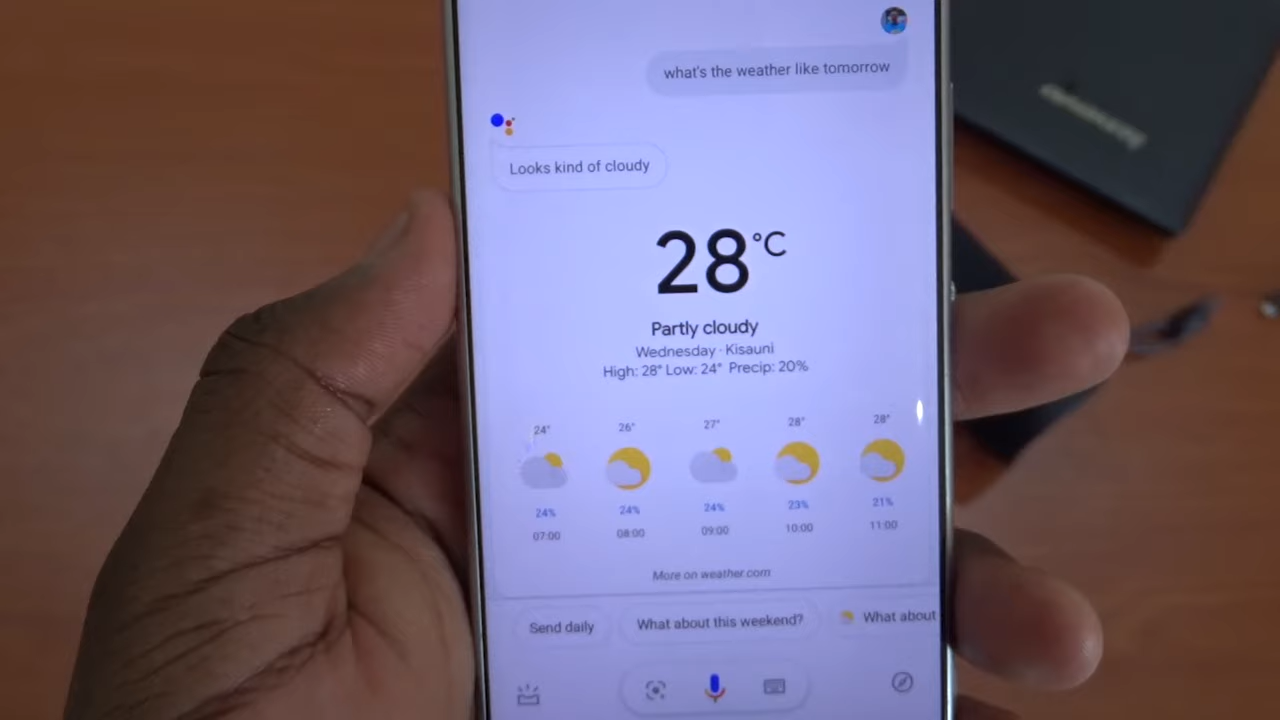 what's the weather like tomorrow
Looks kind of cloudy
28°C
Partly cloudy
Wednesday · Kisauni
High: 28° Low: 24° Precip: 20%
24° 26° 27° 28° 28°
24% 24% 24% 23% 21%
07:00 08:00 09:00 10:00 11:00
More on weather.com
Send daily What about this weekend? What about